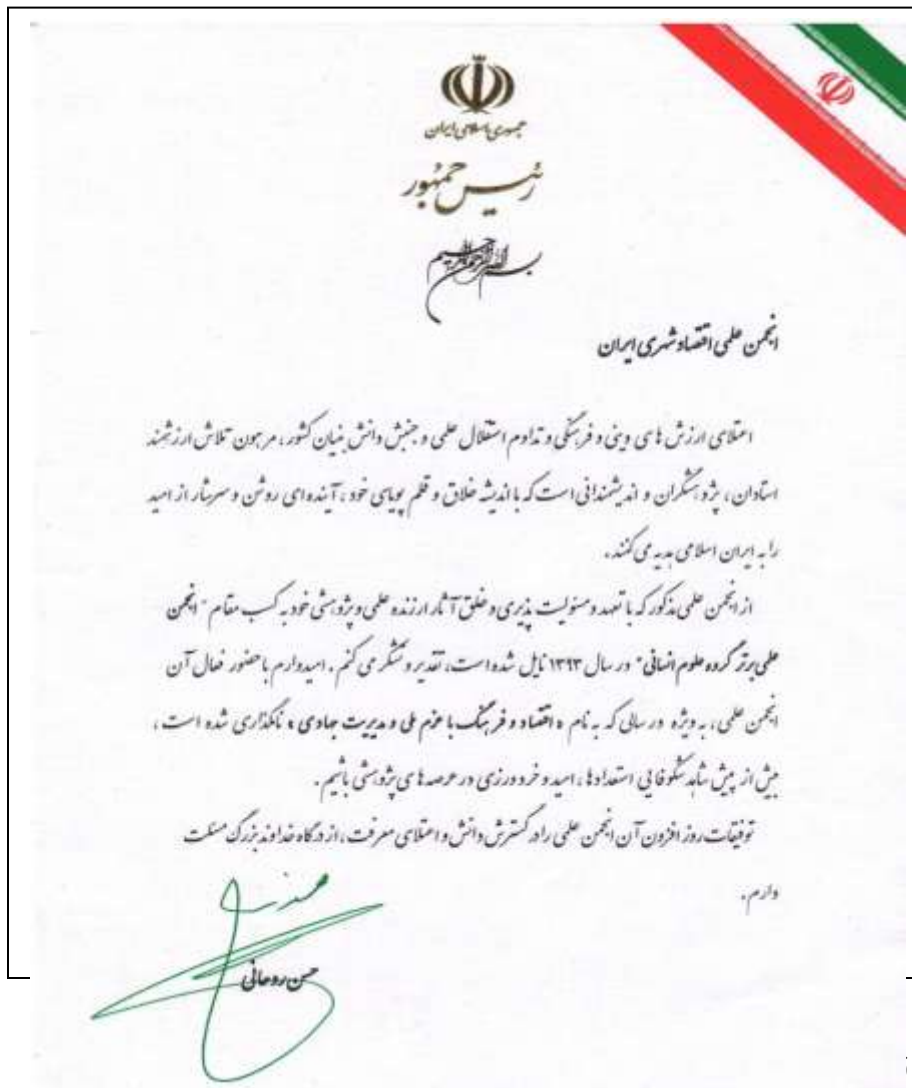 جمهوری اسلامی ایران
رئیس جمهور
بسم الله الرحمن الرحیم
انجمن علمی اقتصاد شهری ایران
اعتلای ارزش های دینی و فرهنگی و تداوم استقلال علمی و جنبش دانش بنیان کشور، مرهون تلاش ارزشمند
استادان، پژوهشگران و اندیشمندانی است که با اندیشه خلاق و قلم پویای خود، آینده ای روشن و سرشار از امید
را به ایران اسلامی هدیه می کنند.
از انجمن علمی مذکور که با تعهد و مسئولیت پذیری و خلق آثار ارزنده علمی و پژوهشی خود به کسب مقام "انجمن
علمی برتر گروه علوم انسانی" در سال ۱۳۹۳ نایل شده است، تقدیر و تشکر می کنم. امیدوارم با حضور فعال آن
انجمن علمی، به ویژه در سالی که به نام «اقتصاد و فرهنگ با عزم ملی و مدیریت جهادی» نامگذاری شده است،
بیش از پیش شاهد شکوفایی استعدادها، امید و خردورزی در عرصه های پژوهشی باشیم.
توفیقات روز افزون آن انجمن علمی را در گسترش دانش و اعتلای معرفت، از درگاه خداوند بزرگ مسئلت
دارم.
حسن روحانی